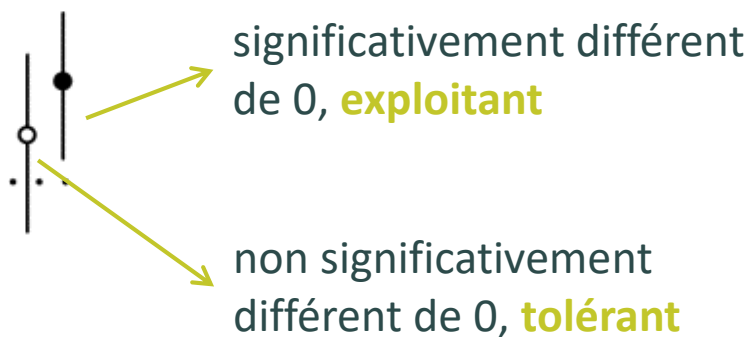 significativement différent
de 0, exploitant
non significativement
différent de 0, tolérant